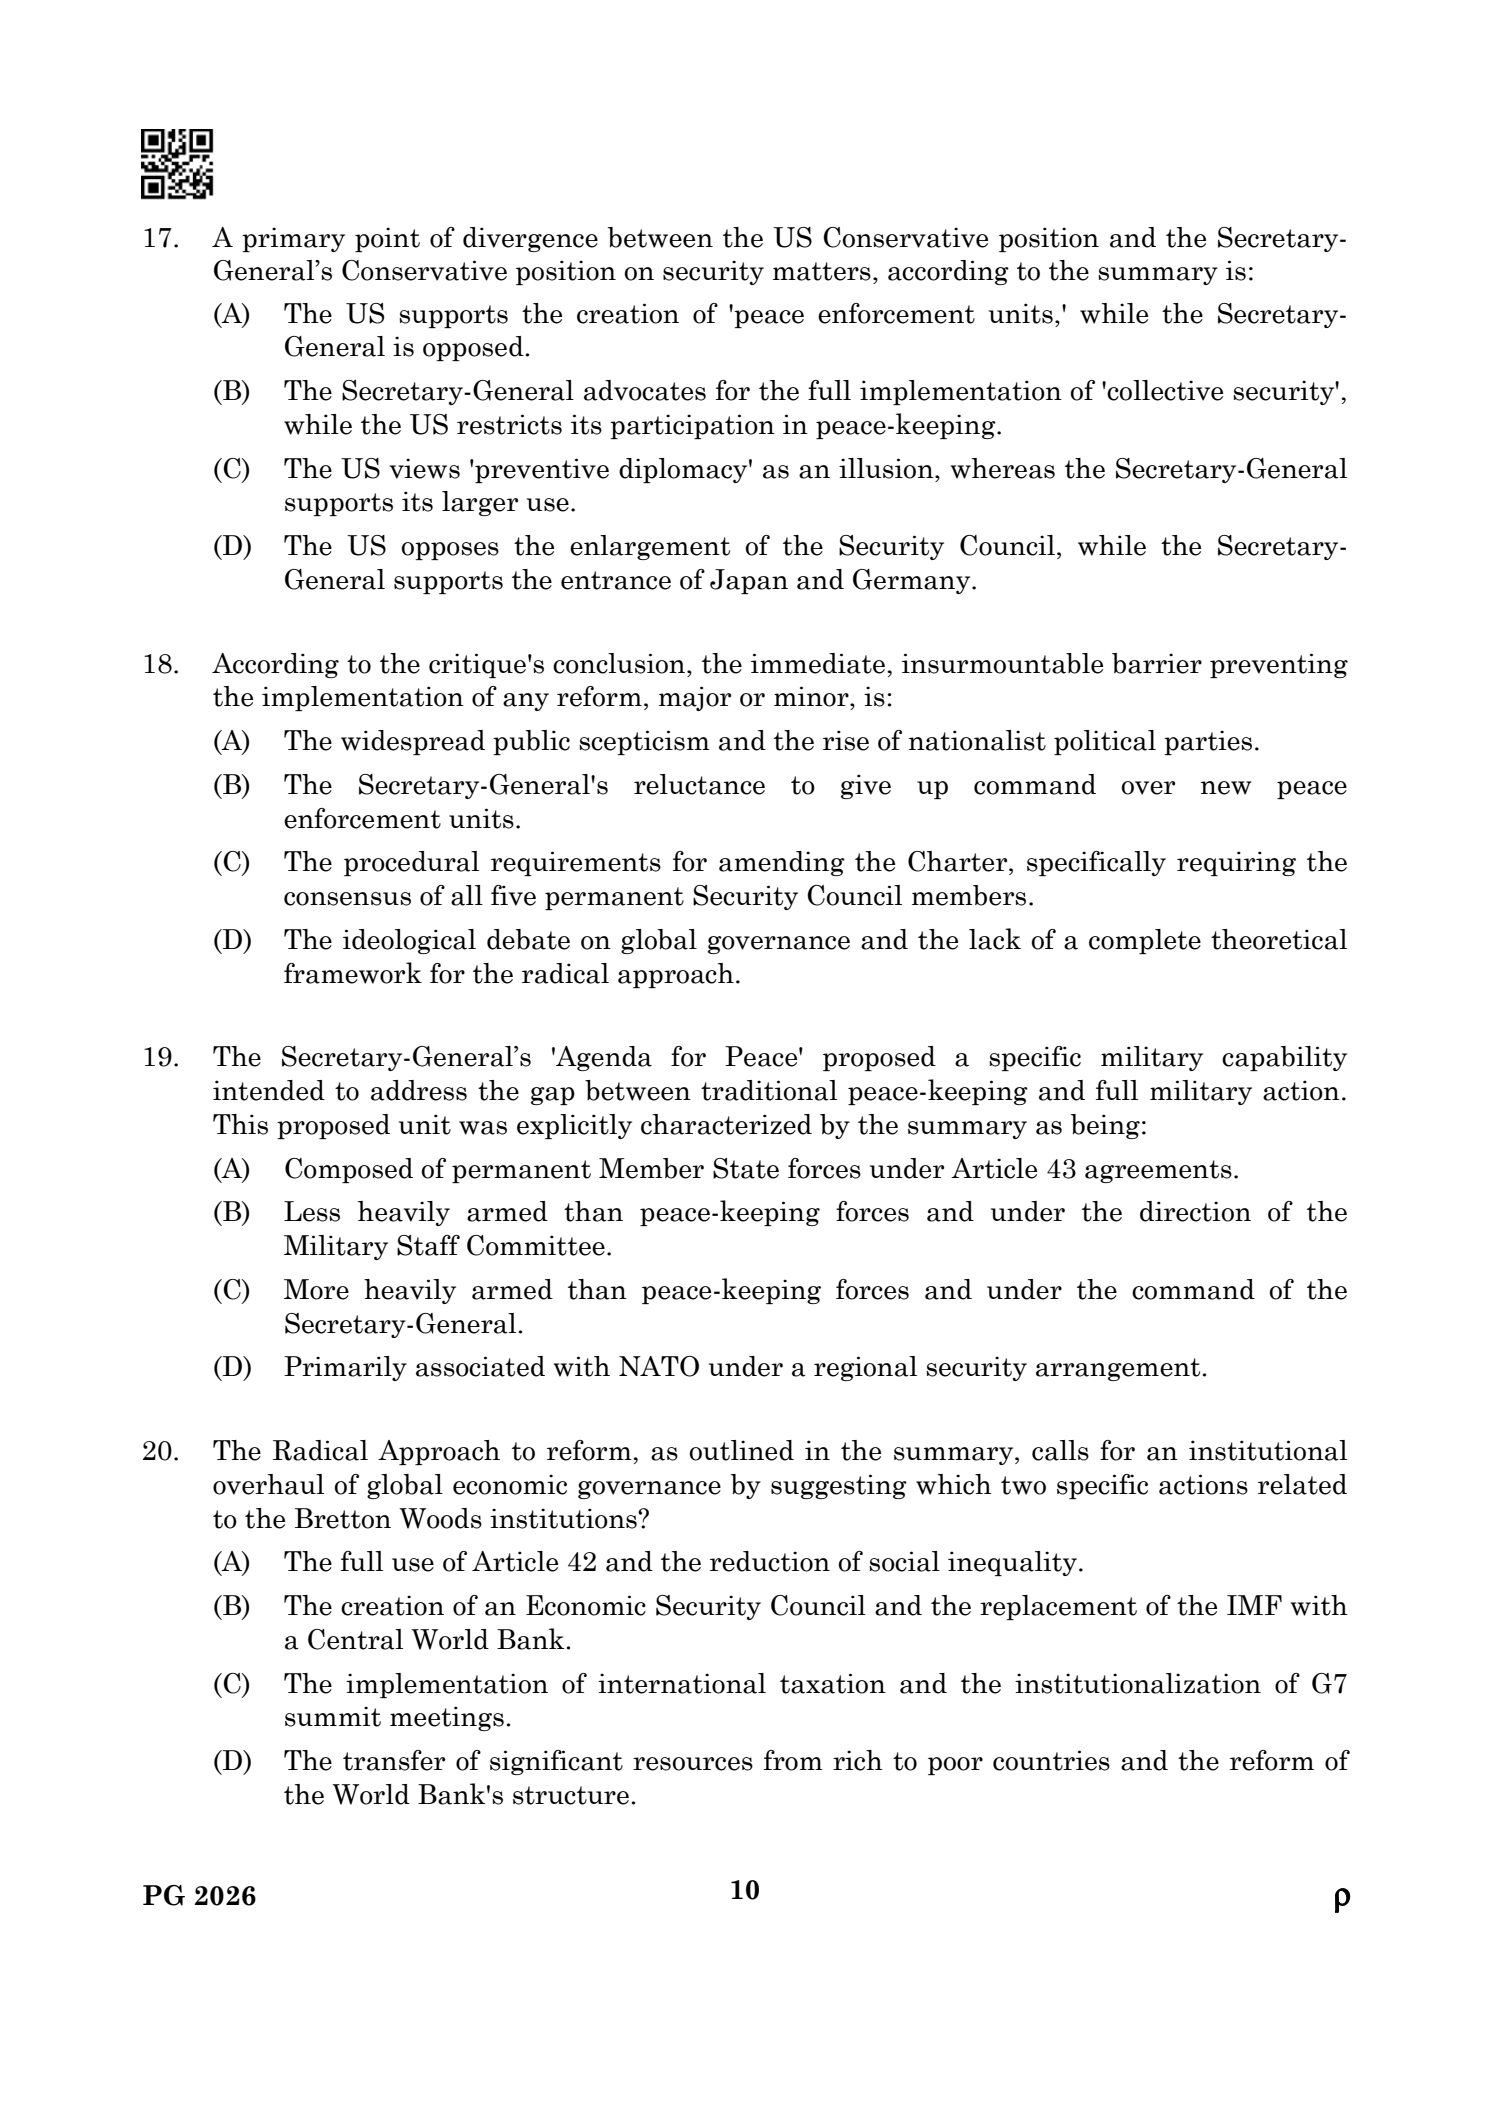 17. A primary point of divergence between the US Conservative position and the Secretary-
General’s Conservative position on security matters, according to the summary is:
(A) The US supports the creation of 'peace enforcement units,' while the Secretary-
General is opposed.
(B) The Secretary-General advocates for the full implementation of 'collective security',
while the US restricts its participation in peace-keeping.
(C) The US views 'preventive diplomacy' as an illusion, whereas the Secretary-General
supports its larger use.
(D) The US opposes the enlargement of the Security Council, while the Secretary-
General supports the entrance of Japan and Germany.
18. According to the critique's conclusion, the immediate, insurmountable barrier preventing
the implementation of any reform, major or minor, is:
(A) The widespread public scepticism and the rise of nationalist political parties.
(B) The Secretary-General's reluctance to give up command over new peace
enforcement units.
(C) The procedural requirements for amending the Charter, specifically requiring the
consensus of all five permanent Security Council members.
(D) The ideological debate on global governance and the lack of a complete theoretical
framework for the radical approach.
19. The Secretary-General’s 'Agenda for Peace' proposed a specific military capability
intended to address the gap between traditional peace-keeping and full military action.
This proposed unit was explicitly characterized by the summary as being:
(A) Composed of permanent Member State forces under Article 43 agreements.
(B) Less heavily armed than peace-keeping forces and under the direction of the
Military Staff Committee.
(C) More heavily armed than peace-keeping forces and under the command of the
Secretary-General.
(D) Primarily associated with NATO under a regional security arrangement.
20. The Radical Approach to reform, as outlined in the summary, calls for an institutional
overhaul of global economic governance by suggesting which two specific actions related
to the Bretton Woods institutions?
(A) The full use of Article 42 and the reduction of social inequality.
(B) The creation of an Economic Security Council and the replacement of the IMF with
a Central World Bank.
(C) The implementation of international taxation and the institutionalization of G7
summit meetings.
(D) The transfer of significant resources from rich to poor countries and the reform of
the World Bank's structure.
PG 2026 10 ρ